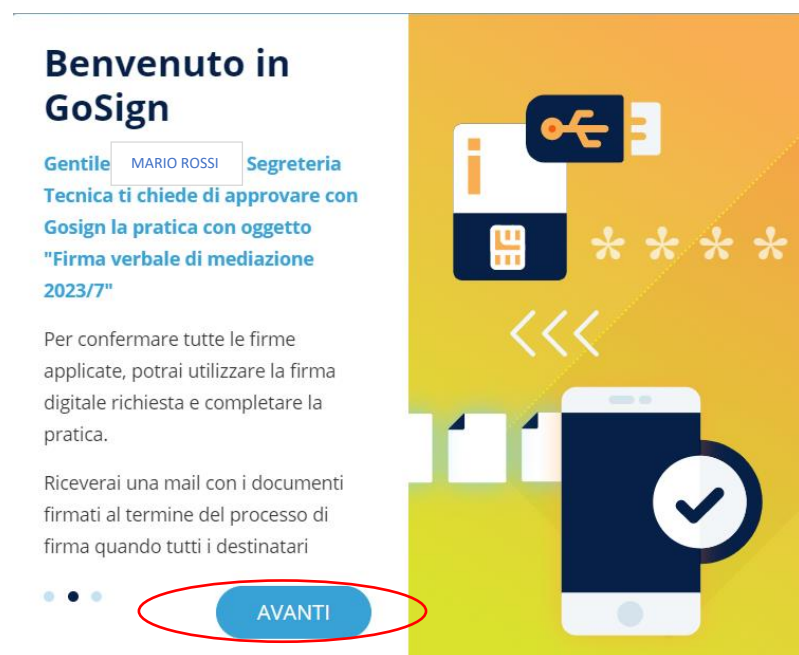 Benvenuto in
GoSign
Gentile MARIO ROSSI Segreteria
Tecnica ti chiede di approvare con
Gosign la pratica con oggetto
"Firma verbale di mediazione
2023/7"
Per confermare tutte le firme
applicate, potrai utilizzare la firma
digitale richiesta e completare la
pratica.
Riceverai una mail con i documenti
firmati al termine del processo di
firma quando tutti i destinatari
AVANTI